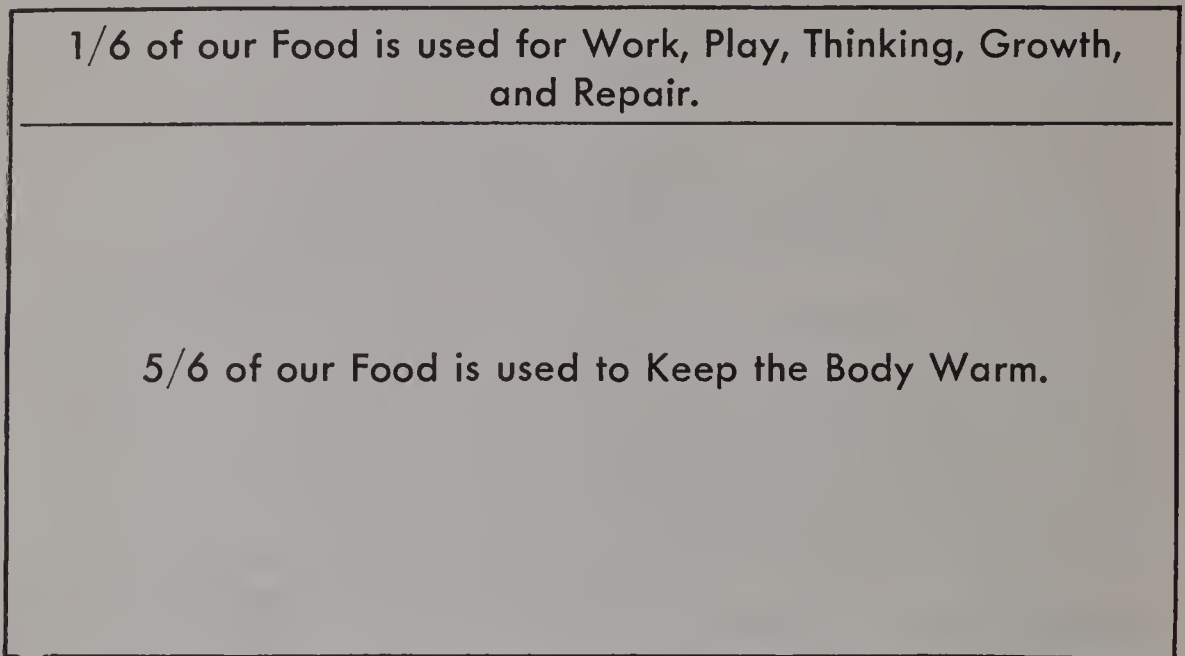 1/6 of our Food is used for Work, Play, Thinking, Growth,
and Repair.
5/6 of our Food is used to Keep the Body Warm.